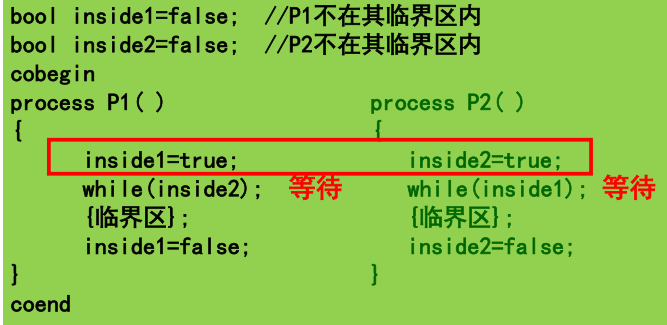 bool inside1=false;  //P1不在其临界区内
bool inside2=false;  //P2不在其临界区内
cobegin
process P1( ) process P2( )
{ {
inside1=true; inside2=true;
while(inside2); 等待 while(inside1); 等待
{临界区}; {临界区};
inside1=false; inside2=false;
} }
coend